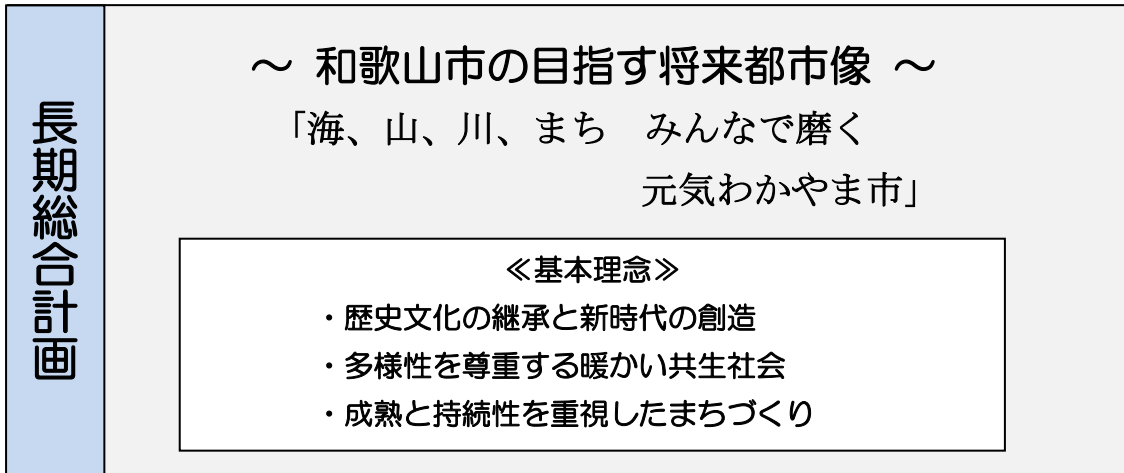 長期総合計画
～ 和歌山市の目指す将来都市像 ～
「海、山、川、まち　みんなで磨く
元気わかやま市」
≪基本理念≫
・歴史文化の継承と新時代の創造
・多様性を尊重する暖かい共生社会
・成熟と持続性を重視したまちづくり